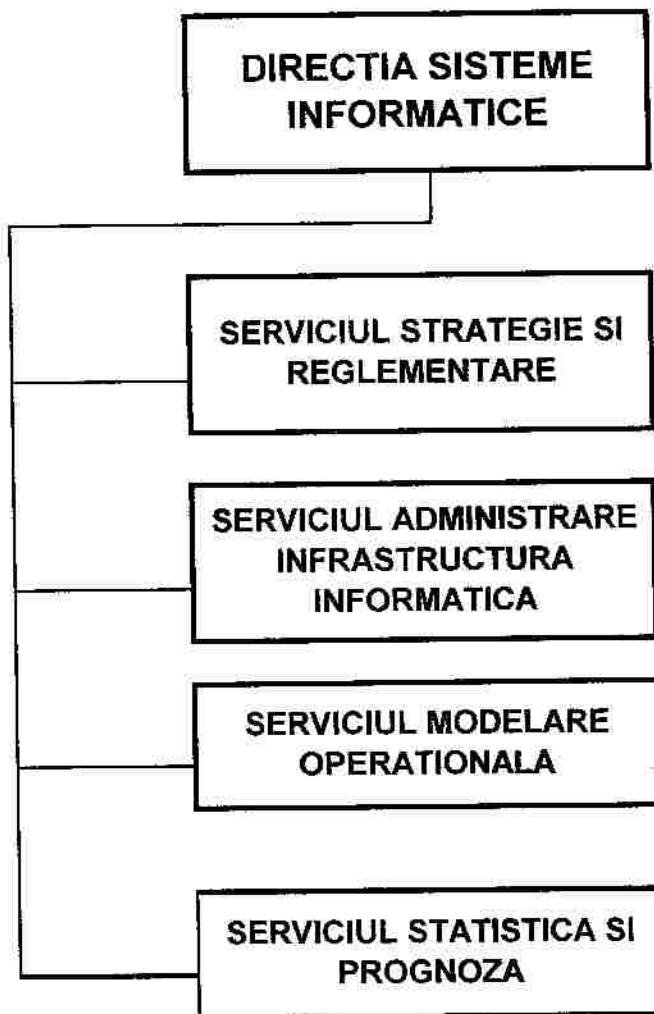 DIRECTIA SISTEME
INFORMATICE
SERVICIUL STRATEGIE SI
REGLEMENTARE
SERVICIUL ADMINISTRARE
INFRASTRUCTURA
INFORMATICA
SERVICIUL MODELARE
OPERATIONALA
SERVICIUL STATISTICA SI
PROGNOZA